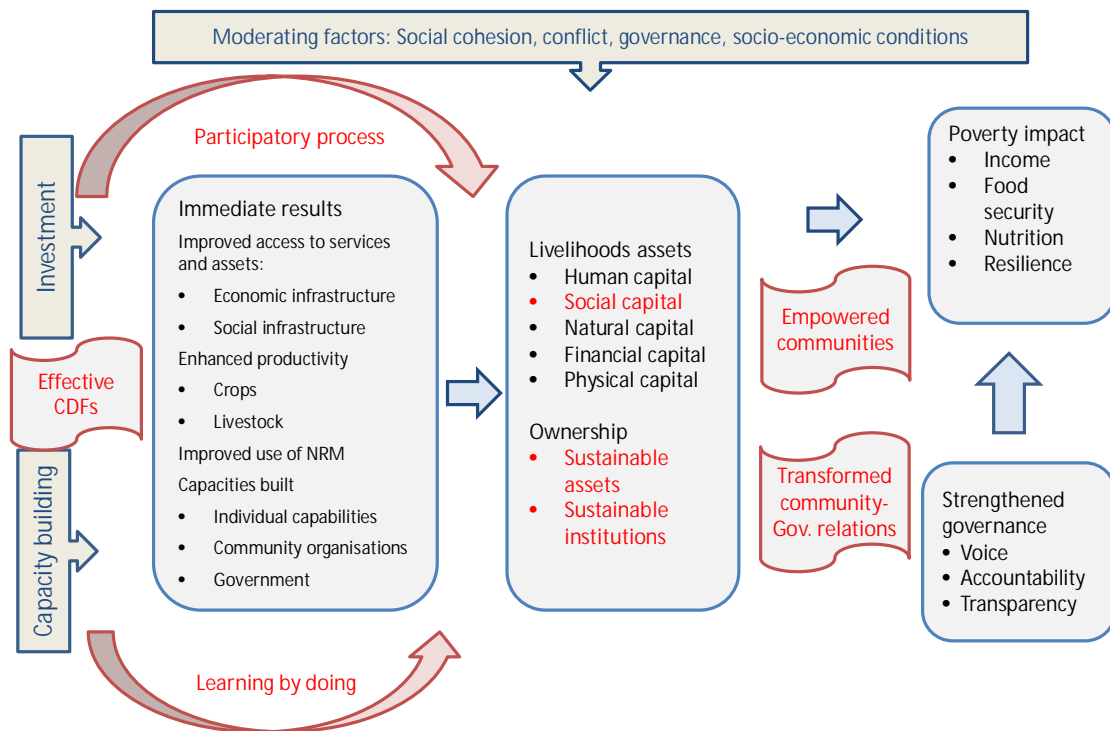 Moderating factors: Social cohesion, conflict, governance, socio-economic conditions
Participatory process
Investment
Effective
CDFs
Capacity building
Immediate results
Improved access to services
and assets:
• Economic infrastructure
• Social infrastructure
Enhanced productivity
• Crops
• Livestock
Improved use of NRM
Capacities built
• Individual capabilities
• Community organisations
• Government
Learning by doing
Livelihoods assets
• Human capital
• Social capital
• Natural capital
• Financial capital
• Physical capital
Ownership
• Sustainable
assets
• Sustainable
institutions
Empowered
communities
Transformed
community-
Gov. relations
Poverty impact
• Income
• Food
security
• Nutrition
• Resilience
Strengthened
governance
• Voice
• Accountability
• Transparency